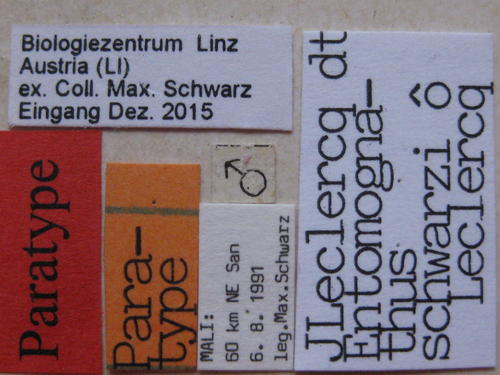 Biologiezentrum Linz
Austria (LI)
ex. Coll. Max. Schwarz
Eingang Dez. 2015
Paratype
Para-
type
♂
MALI:
60 km NE San
6. 8. 1991
leg.Max.Schwarz
JLeclercq dt
Entomogna-
thus
schwarzi ô
Leclercq